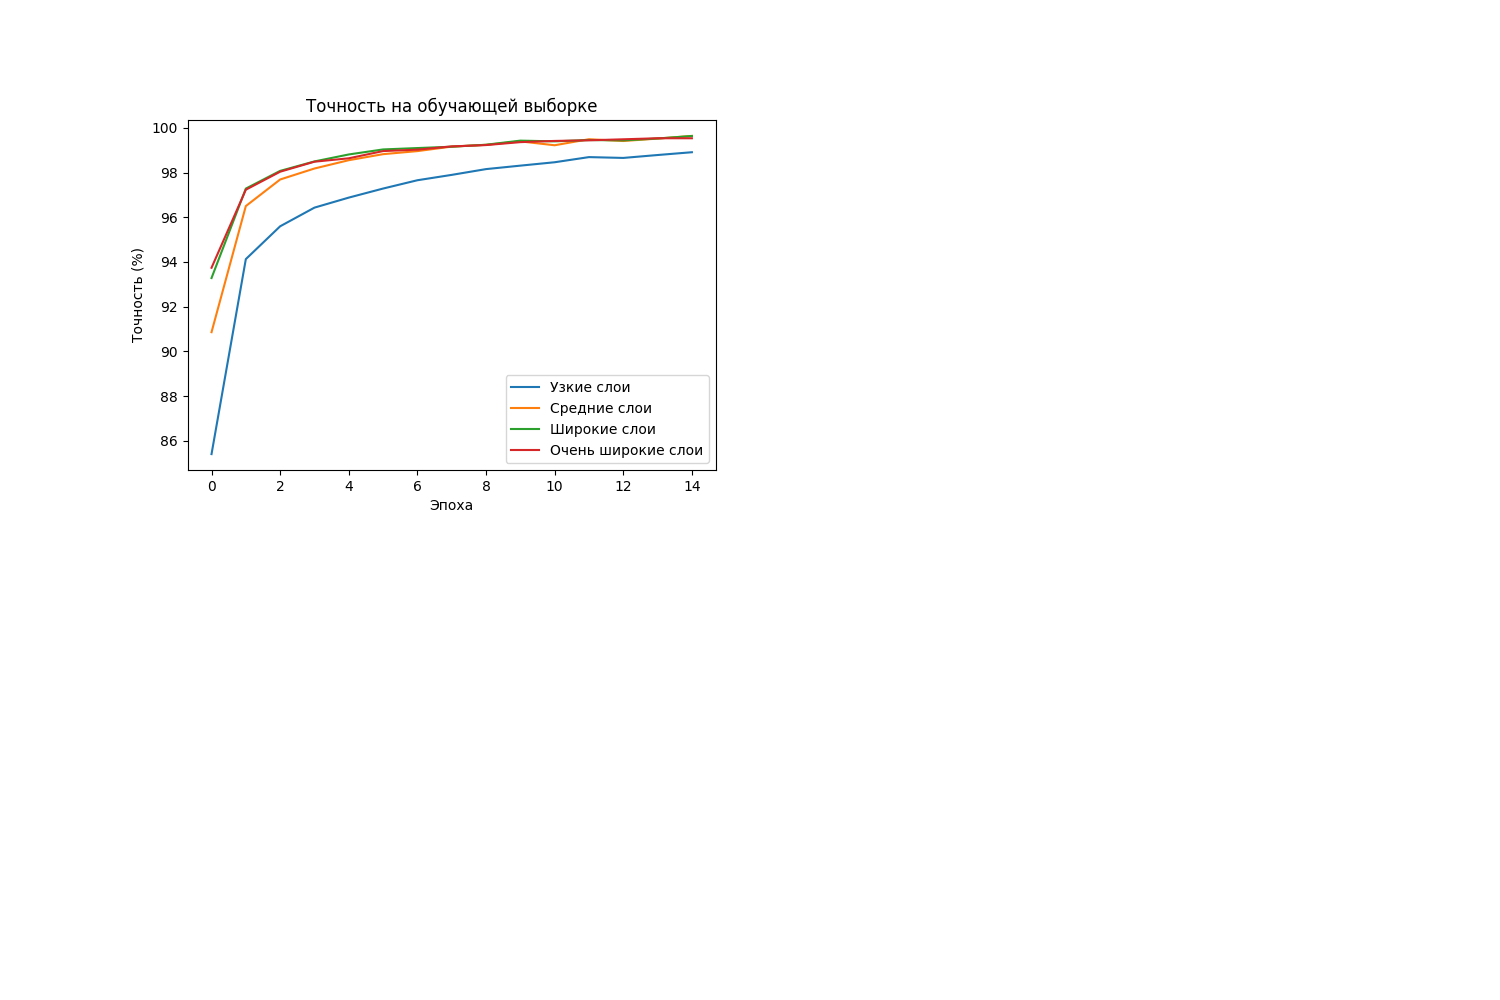 Точность на обучающей выборке
Точность (%)
100
98
96
94
92
90
88
86
0 2 4 6 8 10 12 14
Эпоха
Узкие слои
Средние слои
Широкие слои
Очень широкие слои